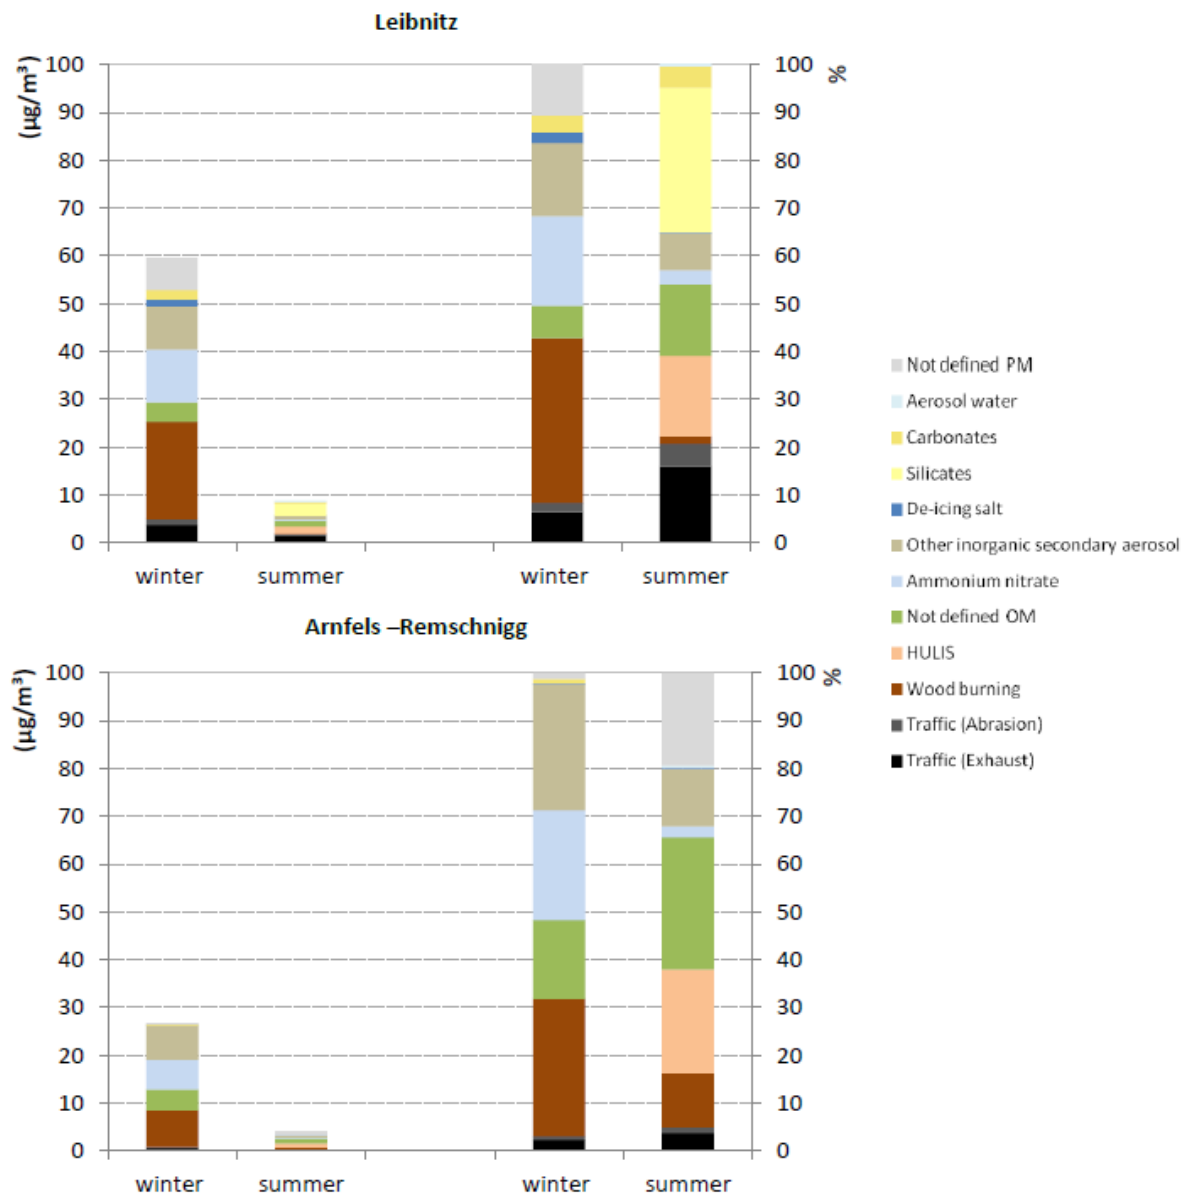 Leibnitz
(µg/m³)
%
100
90
80
70
60
50
40
30
20
10
0
100
90
80
70
60
50
40
30
20
10
0
winter summer winter summer
Arnfels –Remschnigg
(µg/m³)
%
100
90
80
70
60
50
40
30
20
10
0
100
90
80
70
60
50
40
30
20
10
0
winter summer winter summer
Not defined PM
Aerosol water
Carbonates
Silicates
De-icing salt
Other inorganic secondary aerosol
Ammonium nitrate
Not defined OM
HULIS
Wood burning
Traffic (Abrasion)
Traffic (Exhaust)